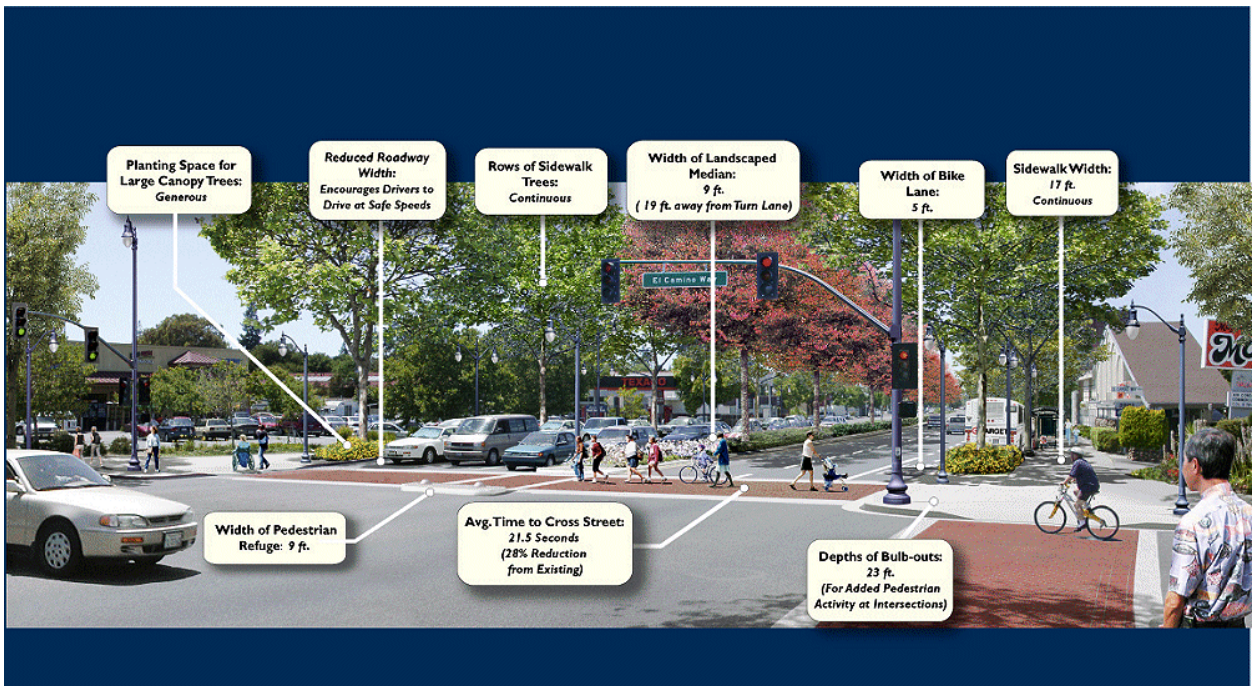 Planting Space for
Large Canopy Trees:
Generous
Reduced Roadway
Width:
Encourages Drivers to
Drive at Safe Speeds
Rows of Sidewalk
Trees:
Continuous
Width of Landscaped
Median:
9 ft.
( 19 ft. away from Turn Lane)
Width of Bike
Lane:
5 ft.
Sidewalk Width:
17 ft.
Continuous
El Camino Way
TEXACO
Width of Pedestrian
Refuge: 9 ft.
Avg. Time to Cross Street:
21.5 Seconds
(28% Reduction
from Existing)
Depths of Bulb-outs:
23 ft.
(For Added Pedestrian
Activity at Intersections)